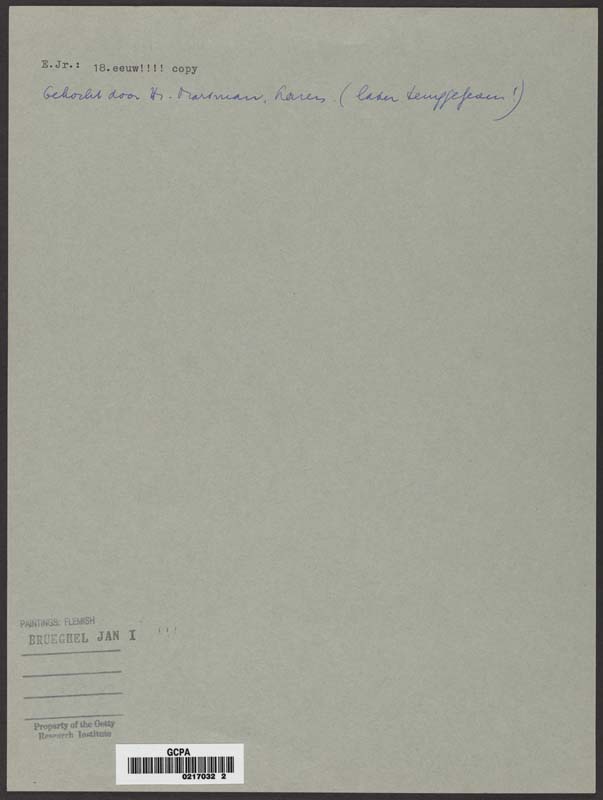 E.Jr.: 18.eeuw!!!! copy
Gekocht door Hr. Laren. (later teruggegeven!)
PAINTINGS: FLEMISH
BRUEGHEL JAN I !!!
Property of the Getty
Research Institute
GCPA
0217032 2